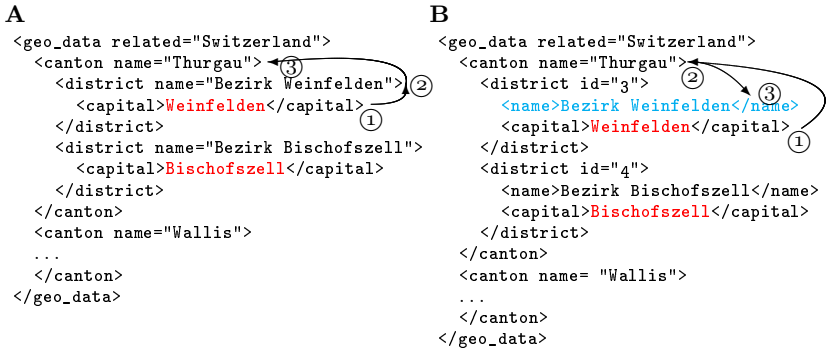 A
<geo_data related="Switzerland">
<canton name="Thurgau">
③
<district name="Bezirk Weinfelden">
②
<capital>Weinfelden</capital>
①
</district>
<district name="Bezirk Bischofszell">
<capital>Bischofszell</capital>
</district>
</canton>
<canton name="Wallis">
...
</canton>
</geo_data>
B
<geo_data related="Switzerland">
<canton name="Thurgau">
②
<district id="3">
③
<name>Bezirk Weinfelden</name>
<capital>Weinfelden</capital>
①
</district>
<district id="4">
<name>Bezirk Bischofszell</name>
<capital>Bischofszell</capital>
</district>
</canton>
<canton name= "Wallis">
...
</canton>
</geo_data>